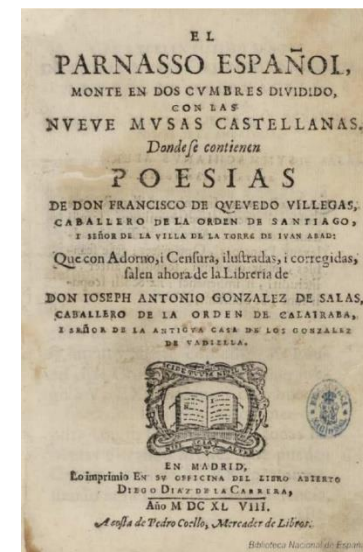 EL
PARNASSO ESPAÑOL,
MONTE EN DOS CVMBRES DIVIDIDO,
CON LAS
NVEVE MVSAS CASTELLANAS,
Donde se contienen
POESIAS
DE DON FRANCISCO DE QVEVEDO VILLEGAS,
CABALLERO DE LA ORDEN DE SANTIAGO,
I SEÑOR DE LA VILLA DE LA TORRE DE IVAN ABAD:
Que con Adorno, i Censura, ilustradas, i corregidas,
salen ahora de la Libreria de
DON IOSEPH ANTONIO GONZALEZ DE SALAS,
CABALLERO DE LA ORDEN DE CALATRABA,
I SEÑOR DE LA ANTIGVA CASA DE LOS GONZALEZ
DE VADIELLA.
EN MADRID,
Lo imprimio EN SV OFFICINA DEL LIBRO ABIERTO
DIEGO DIAZ DE LA CABRERA,
Año M DC XL VIII.
A costa de Pedro Coello, Mercader de Libros.
Biblioteca Nacional de España